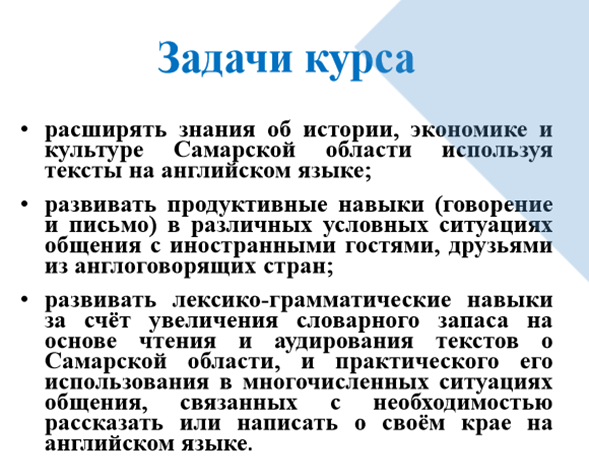 Задачи курса
• расширять знания об истории, экономике и
культуре Самарской области используя
тексты на английском языке;
• развивать продуктивные навыки (говорение
и письмо) в различных условных ситуациях
общения с иностранными гостями, друзьями
из англоговорящих стран;
• развивать лексико-грамматические навыки
за счёт увеличения словарного запаса на
основе чтения и аудирования текстов о
Самарской области, и практического его
использования в многочисленных ситуациях
общения, связанных с необходимостью
рассказать или написать о своём крае на
английском языке.